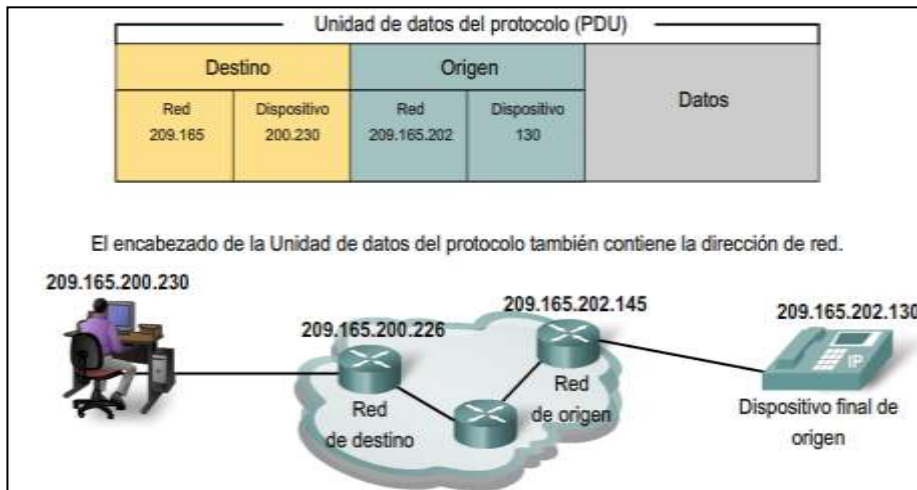 Unidad de datos del protocolo (PDU)
Destino
Origen
Datos
Red
209.165
Dispositivo
200.230
Red
209.165.202
Dispositivo
130
El encabezado de la Unidad de datos del protocolo también contiene la dirección de red.
209.165.200.230
209.165.200.226
209.165.202.145
209.165.202.130
IP
Red
de destino
Red
de origen
Dispositivo final de
origen